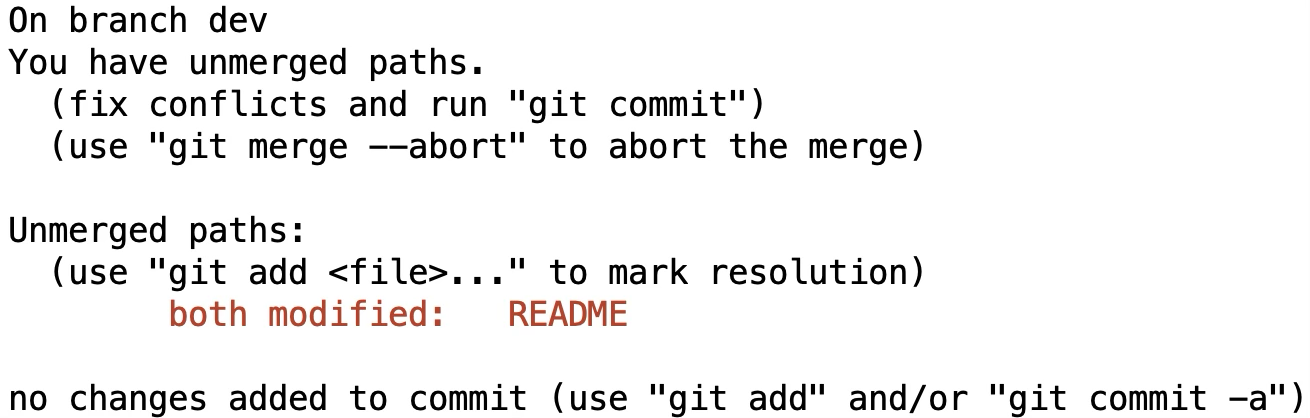 On branch dev
You have unmerged paths.
  (fix conflicts and run "git commit")
  (use "git merge --abort" to abort the merge)

Unmerged paths:
  (use "git add <file>..." to mark resolution)
        both modified:   README

no changes added to commit (use "git add" and/or "git commit -a")